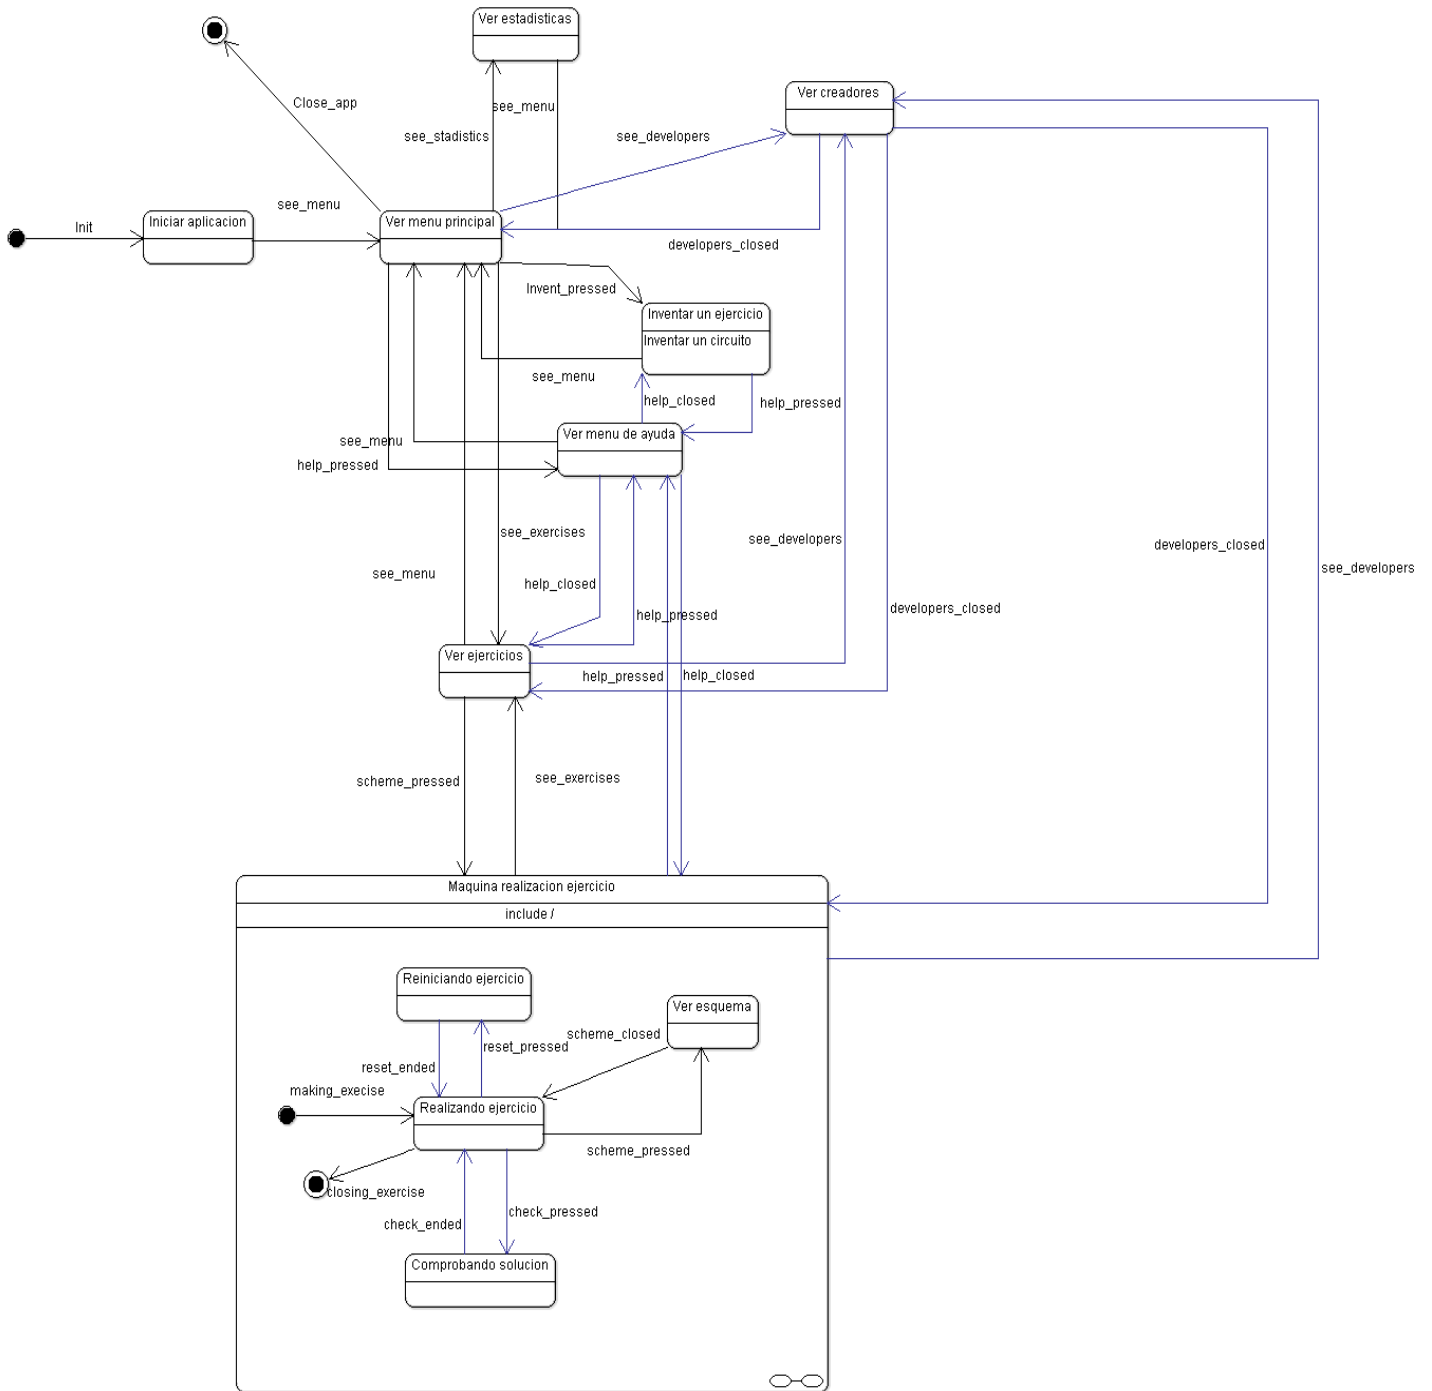 Ver estadisticas
Ver creadores
Close_app
see_menu
see_stadistics
see_developers
see_menu
Init
Iniciar aplicacion
Ver menu principal
developers_closed
Invent_pressed
Inventar un ejercicio
Inventar un circuito
see_menu
help_closed
help_pressed
Ver menu de ayuda
see_menu
help_pressed
see_exercises
see_developers
developers_closed
see_developers
see_menu
help_closed
help_pressed
developers_closed
Ver ejercicios
help_pressed
help_closed
scheme_pressed
see_exercises
Maquina realizacion ejercicio
include /
Reiniciando ejercicio
Ver esquema
scheme_closed
reset_pressed
reset_ended
making_execise
Realizando ejercicio
scheme_pressed
closing_exercise
check_pressed
check_ended
Comprobando solucion